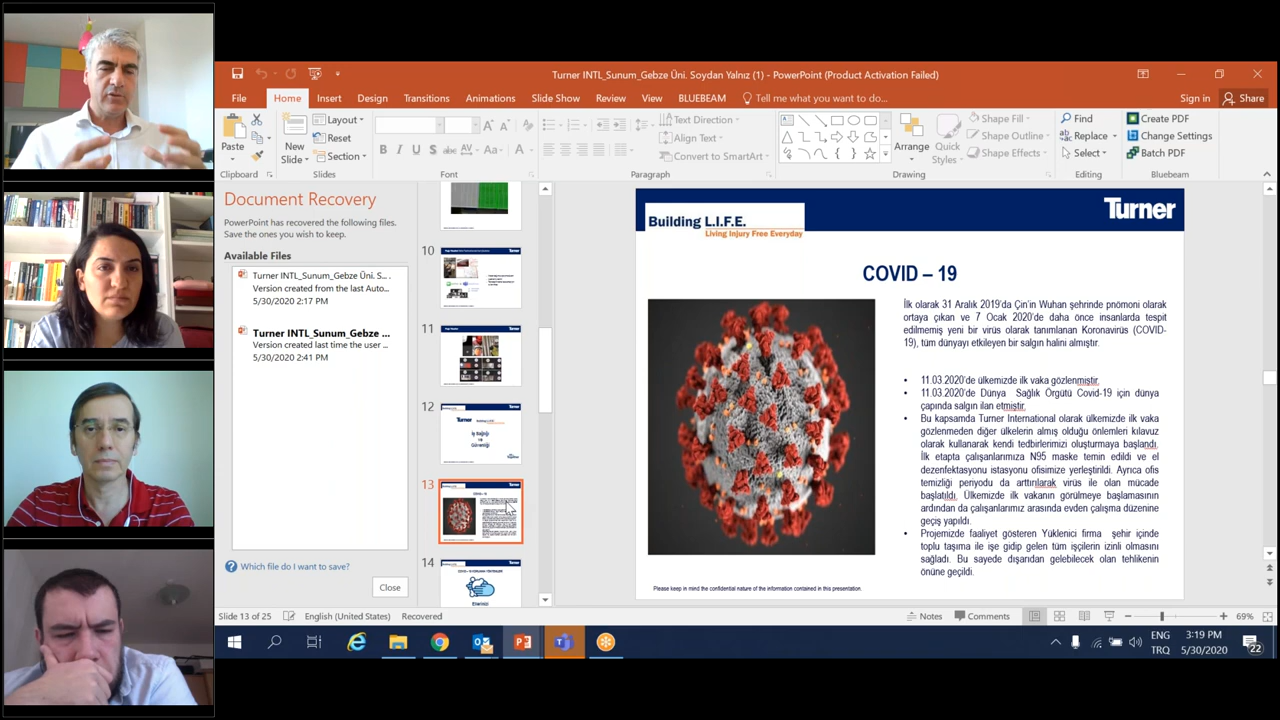 Turner INTL_Sunum_Gebze Üni. Soydan Yalnız (1) - PowerPoint (Product Activation Failed)
File Home Insert Design Transitions Animations Slide Show Review View BLUEBEAM Tell me what you want to do... Sign in Share
Paste
New
Slide
Layout
Reset
Section
B I U S abc AV Aa A
Text Direction
Align Text
Convert to SmartArt
Arrange
Quick
Styles
Shape Fill
Shape Outline
Shape Effects
Find
Replace
Select
Create PDF
Change Settings
Batch PDF
Clipboard Slides Font Paragraph Drawing Editing Bluebeam
Document Recovery
PowerPoint has recovered the following files.
Save the ones you wish to keep.
Available Files
Turner INTL_Sunum_Gebze Üni. S...
Version created from the last Auto...
5/30/2020 2:17 PM
Turner INTL_Sunum_Gebze ...
Version created last time the user ...
5/30/2020 2:41 PM
Which file do I want to save?
Close
10
11
12
Turner
İş Sağlığı
ve
Güvenliği
13
14
Building L.I.F.E.
Living Injury Free Everyday
Turner
COVID – 19
İlk olarak 31 Aralık 2019’da Çin’in Wuhan şehrinde pnömoni olarak
ortaya çıkan ve 7 Ocak 2020’de daha önce insanlarda tespit
edilmemiş yeni bir virüs olarak tanımlanan Koronavirüs (COVID-
19), tüm dünyayı etkileyen bir salgın halini almıştır.
• 11.03.2020’de ülkemizde ilk vaka gözlenmiştir.
• 11.03.2020’de Dünya Sağlık Örgütü Covid-19 için dünya
çapında salgın ilan etmiştir.
• Bu kapsamda Turner International olarak ülkemizde ilk vaka
gözlenmeden diğer ülkelerin almış olduğu önlemleri kılavuz
olarak kullanarak kendi tedbirlerimizi oluşturmaya başlandı.
İlk etapta çalışanlarımıza N95 maske temin edildi ve el
dezenfektasyonu istasyonu ofisimize yerleştirildi. Ayrıca ofis
temizliği periyodu da arttırılarak virüs ile olan mücade
başlatıldı. Ülkemizde ilk vakanın görülmeye başlamasının
ardından da çalışanlarımız arasında evden çalışma düzenine
geçiş yapıldı.
• Projemizde faaliyet gösteren Yüklenici firma şehir içinde
toplu taşıma ile işe gidip gelen tüm işçilerin izinli olmasını
sağladı. Bu sayede dışarıdan gelebilecek olan tehlikenin
önüne geçildi.
Please keep in mind the confidential nature of the information contained in this presentation.
Slide 13 of 25 English (United States) Recovered Notes Comments 69%
ENG
TRQ
3:19 PM
5/30/2020
22